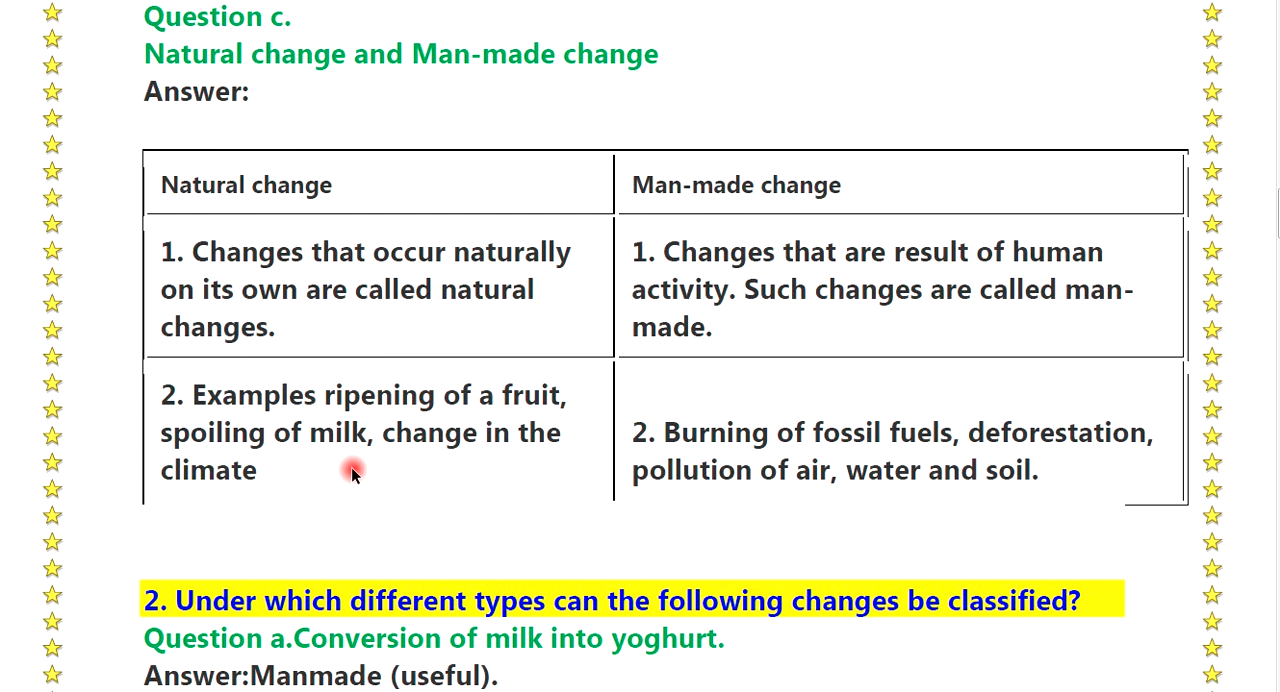 Question c.
Natural change and Man-made change
Answer:
Natural change
Man-made change
1. Changes that occur naturally
on its own are called natural
changes.
1. Changes that are result of human
activity. Such changes are called man-
made.
2. Examples ripening of a fruit,
spoiling of milk, change in the
climate
2. Burning of fossil fuels, deforestation,
pollution of air, water and soil.
2. Under which different types can the following changes be classified?
Question a.Conversion of milk into yoghurt.
Answer:Manmade (useful).